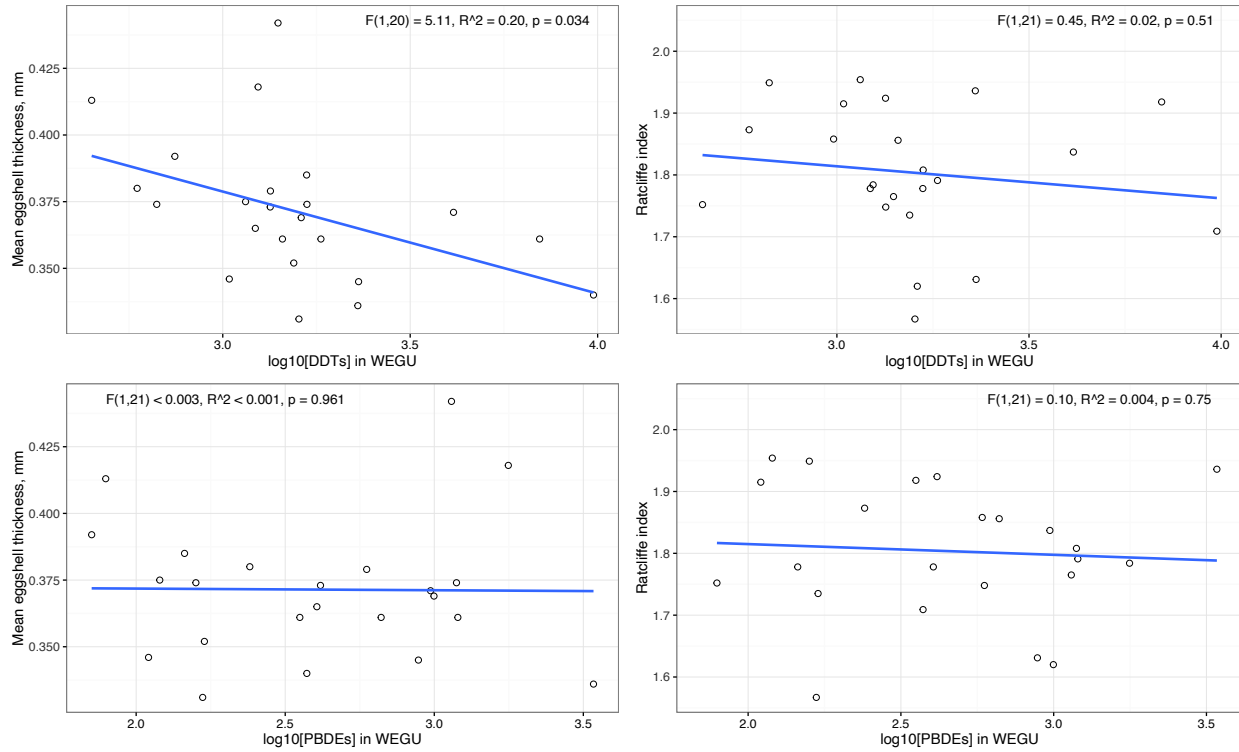 F(1,20) = 5.11, R^2 = 0.20, p = 0.034
Mean eggshell thickness, mm
0.425
0.400
0.375
0.350
3.0
3.5
4.0
log10[DDTs] in WEGU
F(1,21) = 0.45, R^2 = 0.02, p = 0.51
Ratcliffe index
2.0
1.9
1.8
1.7
1.6
3.0
3.5
4.0
log10[DDTs] in WEGU
F(1,21) < 0.003, R^2 < 0.001, p = 0.961
Mean eggshell thickness, mm
0.425
0.400
0.375
0.350
2.0
2.5
3.0
3.5
log10[PBDEs] in WEGU
F(1,21) = 0.10, R^2 = 0.004, p = 0.75
Ratcliffe index
2.0
1.9
1.8
1.7
1.6
2.0
2.5
3.0
3.5
log10[PBDEs] in WEGU